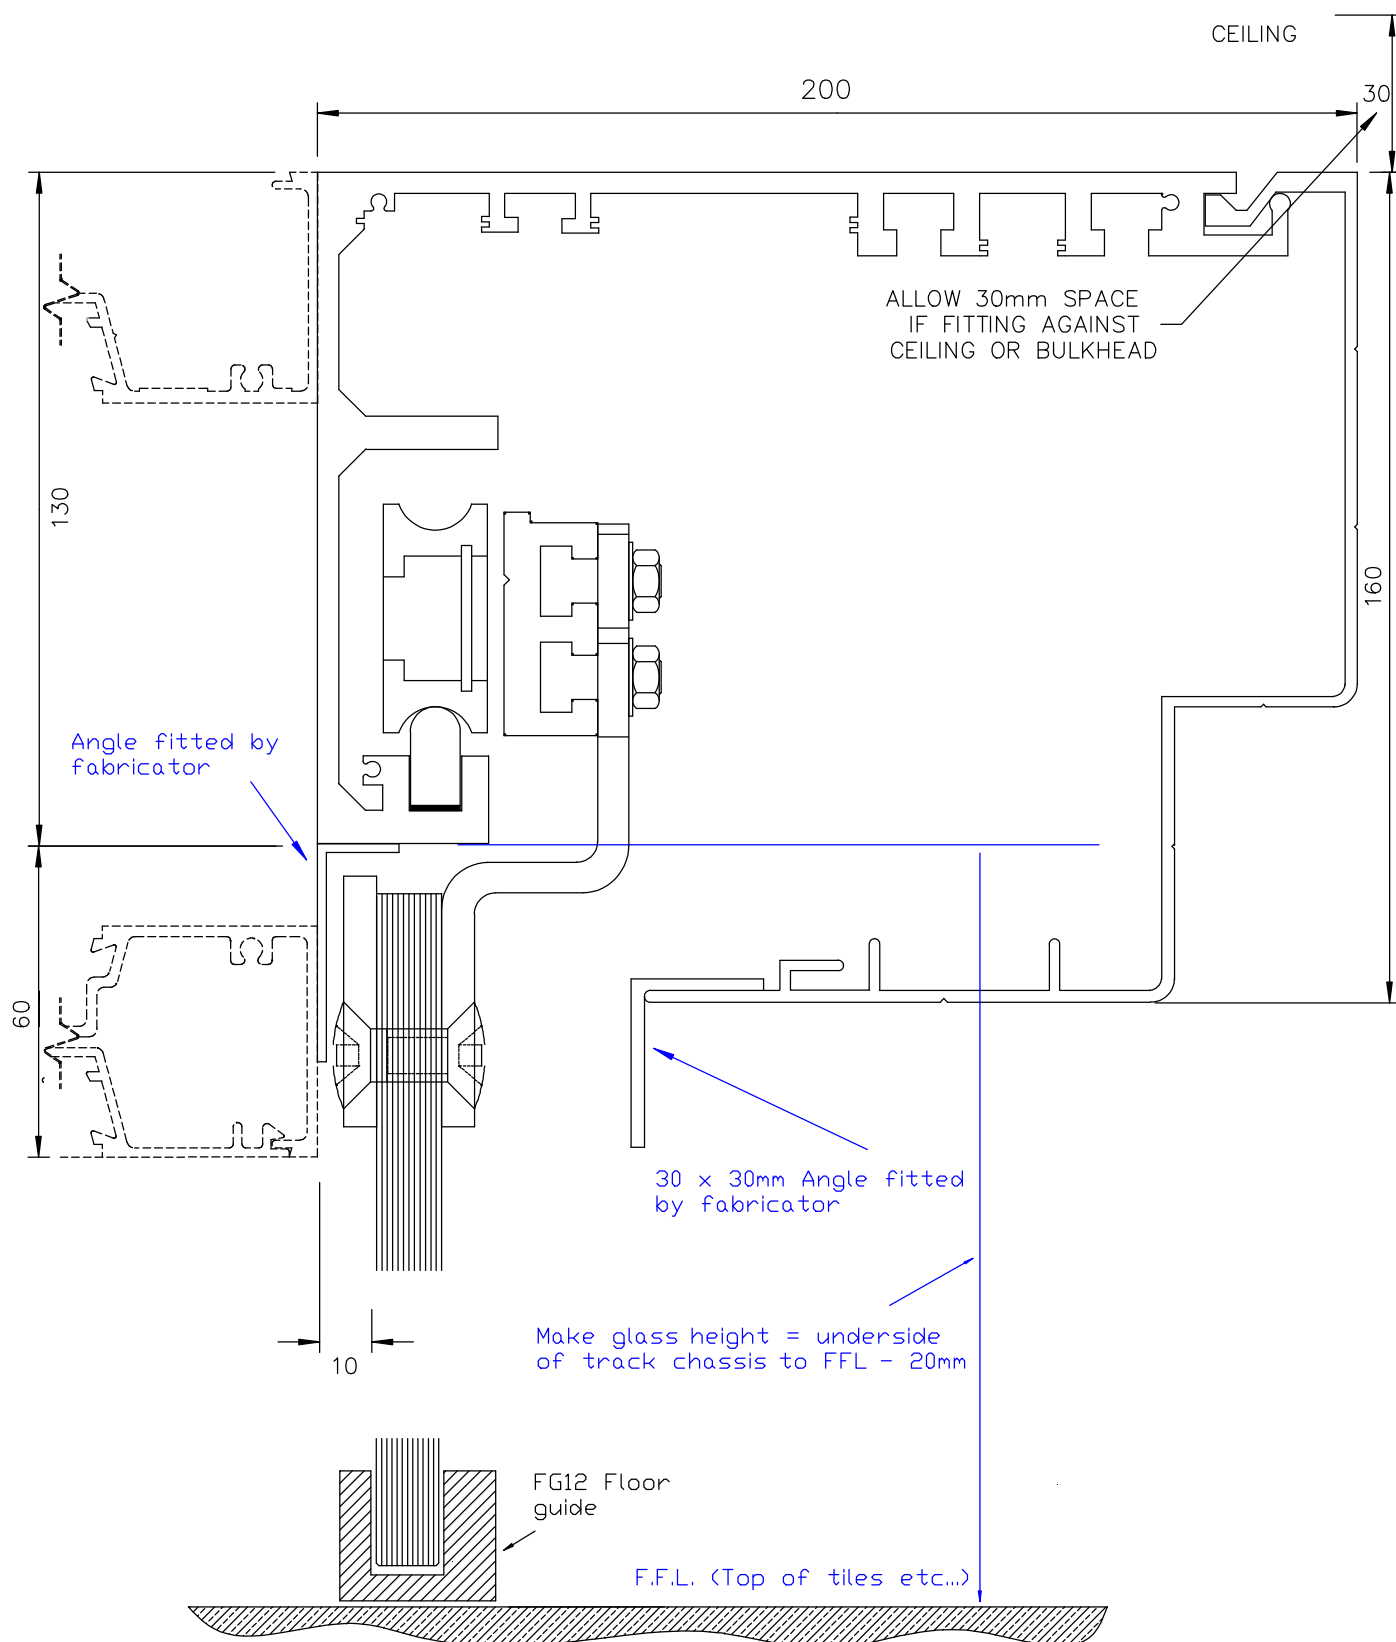 CEILING
200
30
ALLOW 30mm SPACE
IF FITTING AGAINST
CEILING OR BULKHEAD
130
160
Angle fitted by
fabricator
60
30 x 30mm Angle fitted
by fabricator
Make glass height = underside
of track chassis to FFL - 20mm
10
FG12 Floor
guide
F.F.L. (Top of tiles etc...)